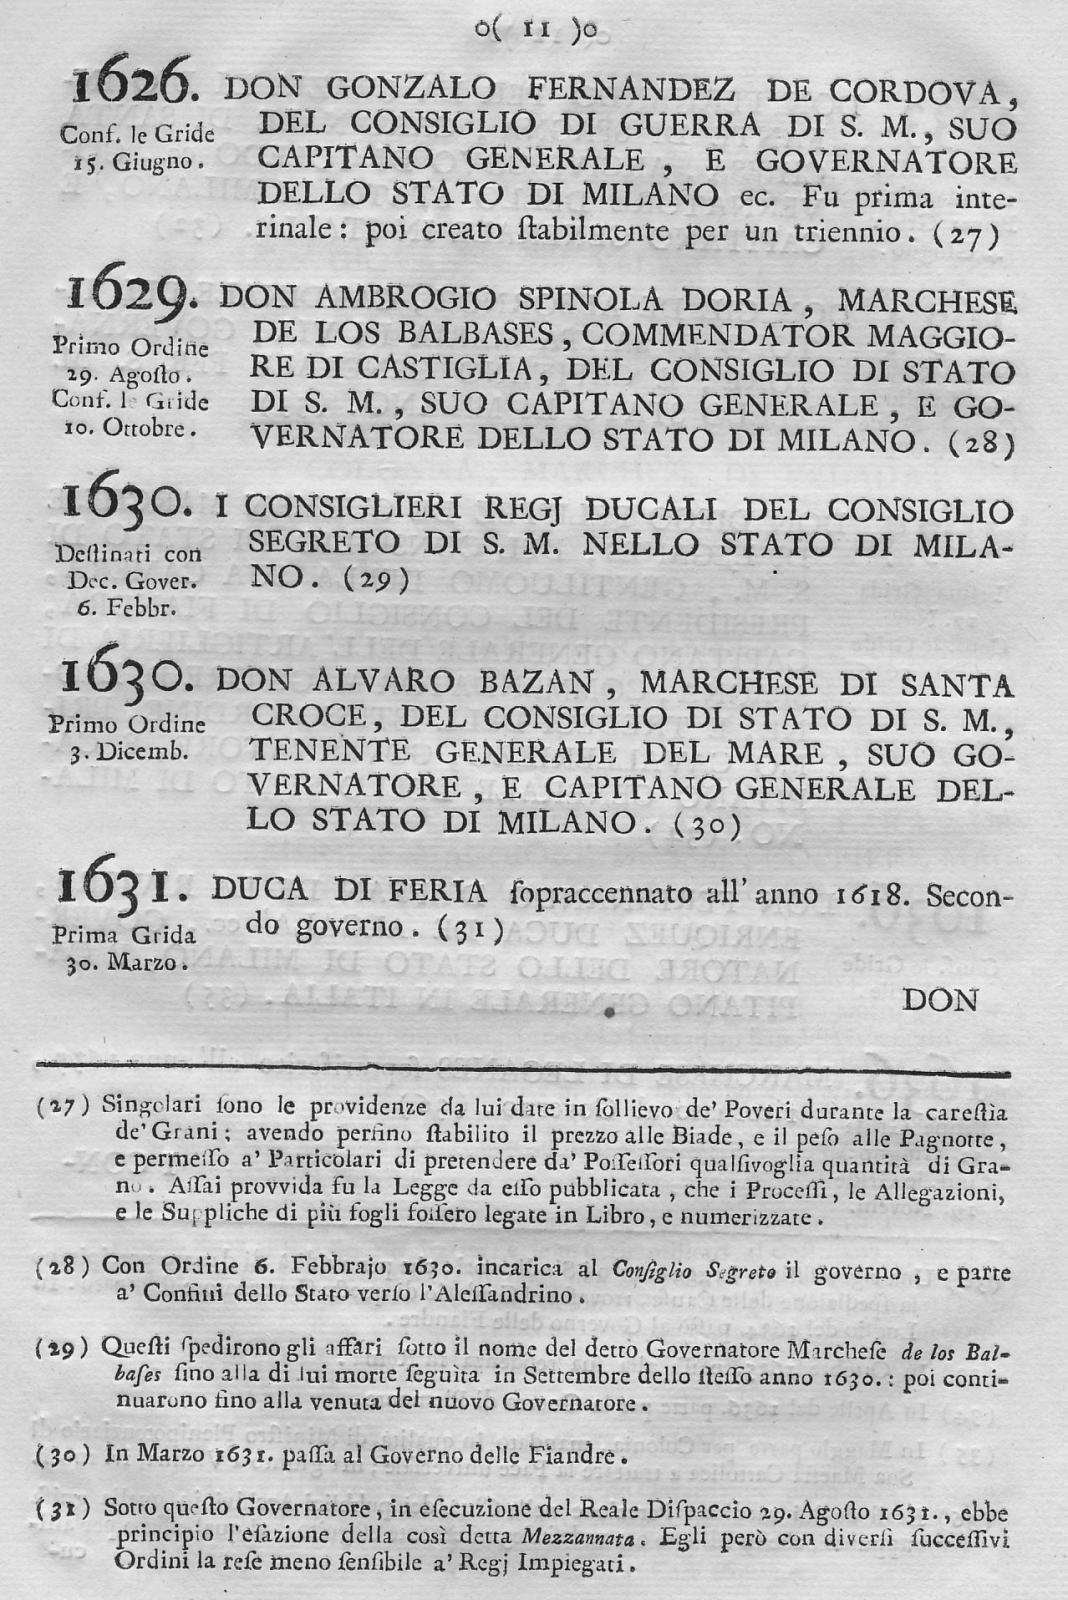 o( 11 )o
1626. DON GONZALO FERNANDEZ DE CORDOVA,
Conf. le Gride DEL CONSIGLIO DI GUERRA DI S. M., SUO
15. Giugno. CAPITANO GENERALE, E GOVERNATORE
DELLO STATO DI MILANO ec. Fu prima inte-
rinale: poi creato ſtabilmente per un triennio. (27)
1629. DON AMBROGIO SPINOLA DORIA, MARCHESE
Primo Ordine DE LOS BALBASES, COMMENDATOR MAGGIO-
29. Agoſto. RE DI CASTIGLIA, DEL CONSIGLIO DI STATO
Conf. le Gride DI S. M., SUO CAPITANO GENERALE, E GO-
10. Ottobre. VERNATORE DELLO STATO DI MILANO. (28)
1630. I CONSIGLIERI REGJ DUCALI DEL CONSIGLIO
Deſtinati con SEGRETO DI S. M. NELLO STATO DI MILA-
Dec. Gover. NO. (29)
6. Febbr.
1630. DON ALVARO BAZAN, MARCHESE DI SANTA
Primo Ordine CROCE, DEL CONSIGLIO DI STATO DI S. M.,
3. Dicemb. TENENTE GENERALE DEL MARE, SUO GO-
VERNATORE, E CAPITANO GENERALE DEL-
LO STATO DI MILANO. (30)
1631. DUCA DI FERIA ſopraccennato all' anno 1618. Secon-
Prima Grida do governo. (31)
30. Marzo.
DON
(27) Singolari ſono le providenze da lui date in ſollievo de' Poveri durante la careſtìa
de' Grani; avendo perſino ſtabilito il prezzo alle Biade, e il peſo alle Pagnotte,
e permeſſo a' Particolari di pretendere da' Poſſeſſori qualſivoglia quantità di Gra-
no. Aſſai provvida fu la Legge da eſſo pubblicata, che i Proceſſi, le Allegazioni,
e le Suppliche di più fogli foſſero legate in Libro, e numerizzate.
(28) Con Ordine 6. Febbrajo 1630. incarica al Conſiglio Segreto il governo, e parte
a' Confini dello Stato verſo l'Aleſſandrino.
(29) Queſti ſpedirono gli affari ſotto il nome del detto Governatore Marcheſe de los Bal-
baſes ſino alla di lui morte ſeguìta in Settembre dello ſteſſo anno 1630.: poi conti-
nuarono ſino alla venuta del nuovo Governatore.
(30) In Marzo 1631. paſſa al Governo delle Fiandre.
(31) Sotto queſto Governatore, in eſecuzione del Reale Diſpaccio 29. Agoſto 1631., ebbe
principio l'eſazione della così detta Mezzannata. Egli però con diverſi ſucceſſivi
Ordini la reſe meno ſenſibile a' Regj Impiegati.